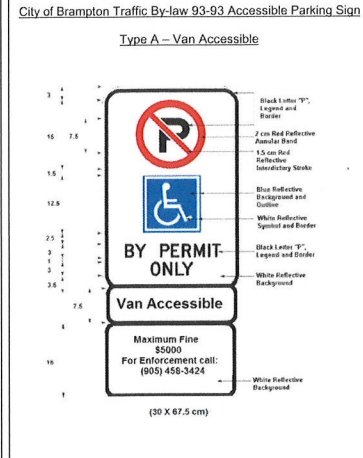 City of Brampton Traffic By-law 93-93 Accessible Parking Sign
Type A – Van Accessible
3
15 7.5
1.5
12.5
2.5
3
1
3
3.5
7.5
15
P
BY PERMIT
ONLY
Van Accessible
Maximum Fine
$5000
For Enforcement call:
(905) 458-3424
Black Letter "P",
Legend and
Border
2 cm Red Reflective
Annular Band
1.5 cm Red
Reflective
Interdictory Stroke
Blue Reflective
Background and
Outline
White Reflective
Symbol and Border
Black Letter "P",
Legend and Border
White Reflective
Background
White Reflective
Background
(30 X 67.5 cm)